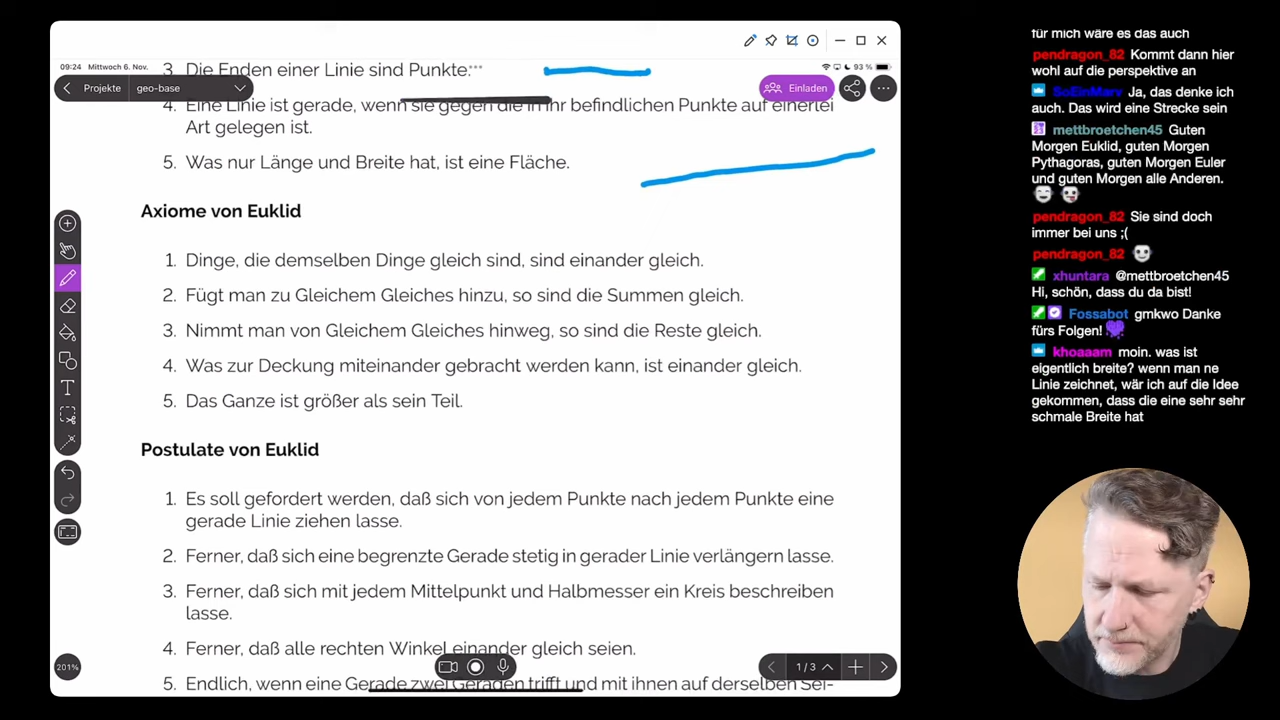 09:24 Mittwoch 6. Nov.
93 %
3. Die Enden einer Linie sind Punkte.
Projekte
geo-base
Einladen
4. Eine Linie ist gerade, wenn sie gegen die in ihr befindlichen Punkte auf einerlei
Art gelegen ist.
5. Was nur Länge und Breite hat, ist eine Fläche.
Axiome von Euklid
1. Dinge, die demselben Dinge gleich sind, sind einander gleich.
2. Fügt man zu Gleichem Gleiches hinzu, so sind die Summen gleich.
3. Nimmt man von Gleichem Gleiches hinweg, so sind die Reste gleich.
4. Was zur Deckung miteinander gebracht werden kann, ist einander gleich.
5. Das Ganze ist größer als sein Teil.
Postulate von Euklid
1. Es soll gefordert werden, daß sich von jedem Punkte nach jedem Punkte eine
gerade Linie ziehen lasse.
2. Ferner, daß sich eine begrenzte Gerade stetig in gerader Linie verlängern lasse.
3. Ferner, daß sich mit jedem Mittelpunkt und Halbmesser ein Kreis beschreiben
lasse.
4. Ferner, daß alle rechten Winkel einander gleich seien.
5. Endlich, wenn eine Gerade zwei Geraden trifft und mit ihnen auf derselben Sei-
T
201%
1/3
für mich wäre es das auch
pendragon_82 Kommt dann hier
wohl auf die perspektive an
SoEinMarv Ja, das denke ich
auch. Das wird eine Strecke sein
mettbroetchen45 Guten
Morgen Euklid, guten Morgen
Pythagoras, guten Morgen Euler
und guten Morgen alle Anderen.
pendragon_82 Sie sind doch
immer bei uns ;(
pendragon_82
xhuntara @mettbroetchen45
Hi, schön, dass du da bist!
Fossabot gmkwo Danke
fürs Folgen!
khoaaam moin. was ist
eigentlich breite? wenn man ne
Linie zeichnet, wär ich auf die Idee
gekommen, dass die eine sehr sehr
schmale Breite hat